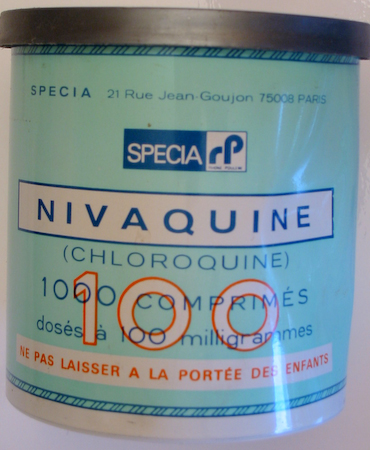 SPECIA 21 Rue Jean-Goujon 75008 PARIS
SPECIA rP
NIVAQUINE
(CHLOROQUINE)
100
1000 COMPRIMÉS
dosés à 100 milligrammes
NE PAS LAISSER A LA PORTÉE DES ENFANTS